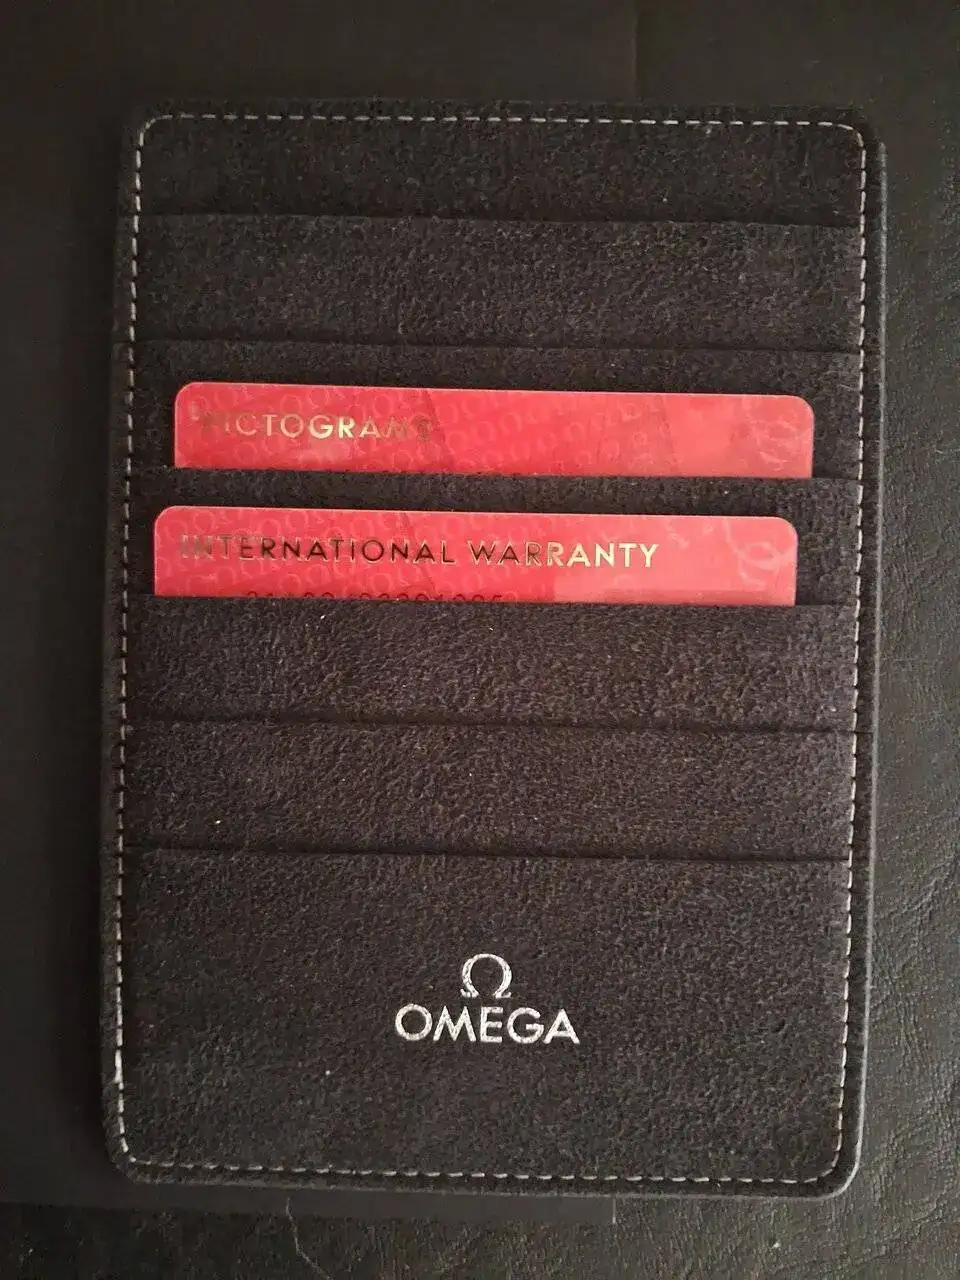 PICTOGRAMS
INTERNATIONAL WARRANTY
Ω
OMEGA